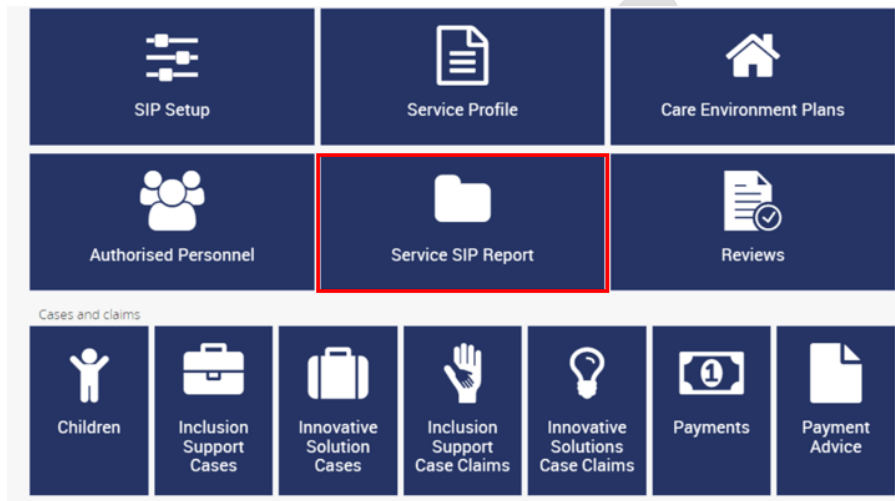 SIP Setup
Service Profile
Care Environment Plans
Authorised Personnel
Service SIP Report
Reviews
Cases and claims
Children
Inclusion
Support
Cases
Innovative
Solution
Cases
Inclusion
Support
Case Claims
Innovative
Solutions
Case Claims
1
Payments
Payment
Advice